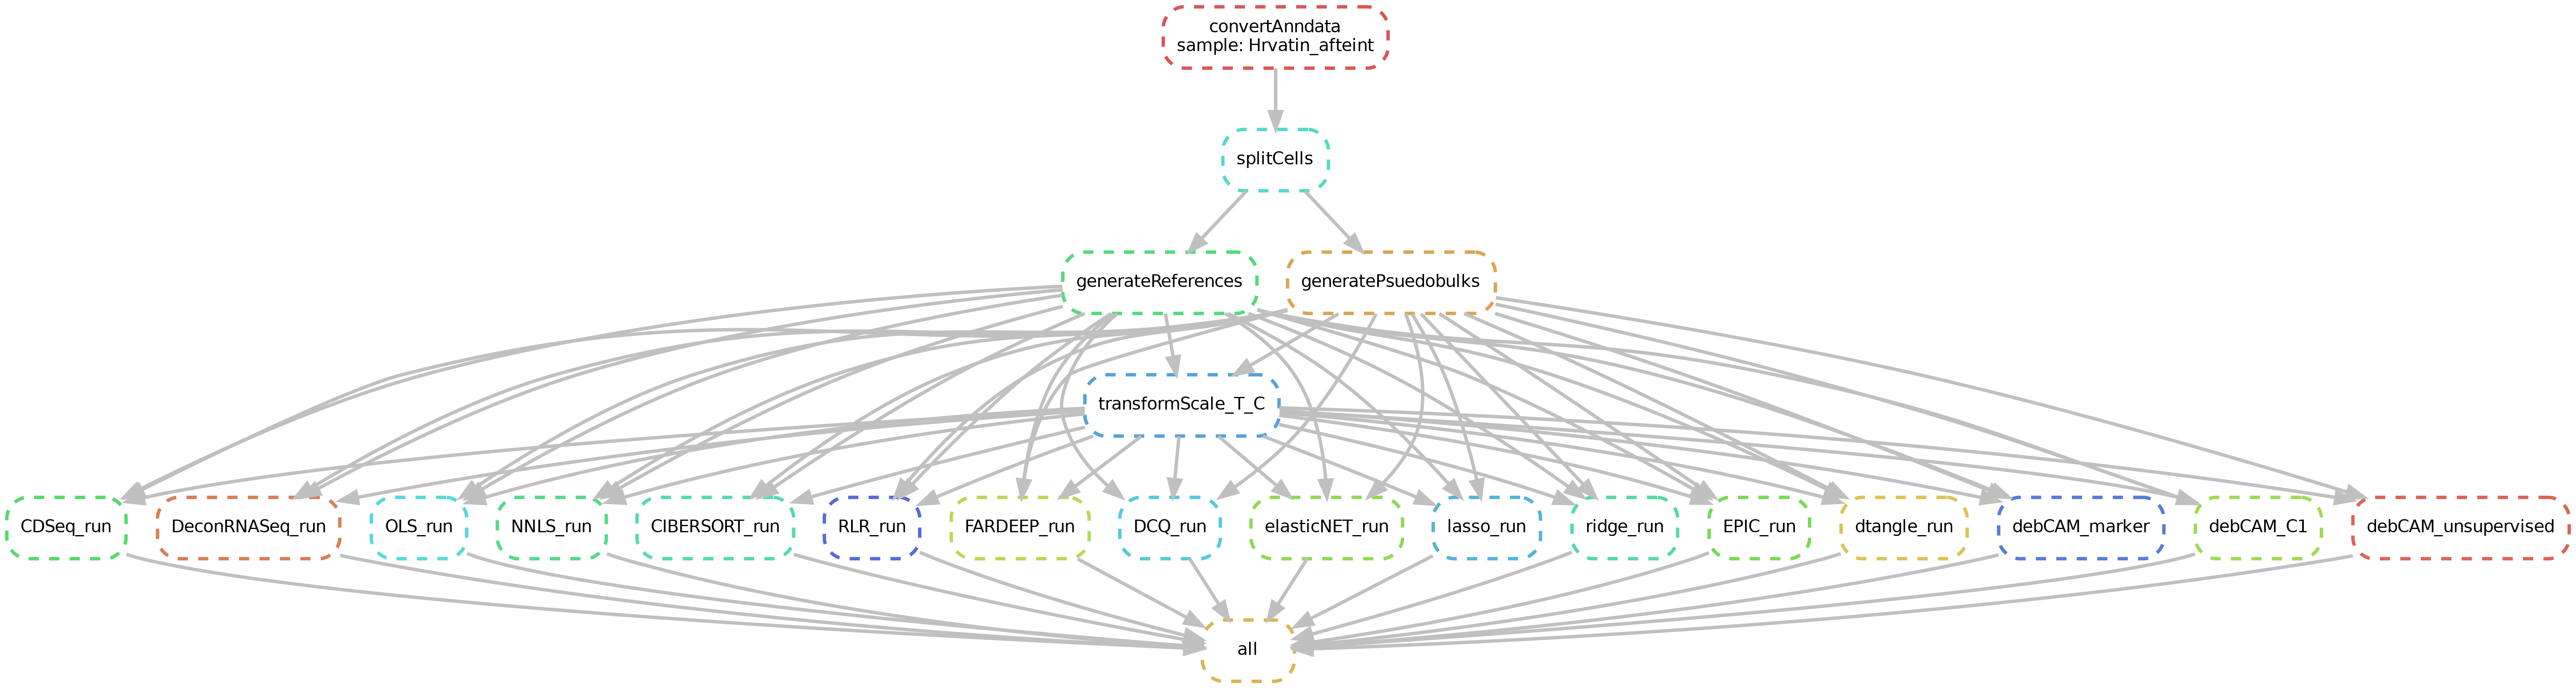 convertAnndata
sample: Hrvatin_afteint
splitCells
generateReferences
generatePsuedobulks
transformScale_T_C
CDSeq_run
DeconRNASeq_run
OLS_run
NNLS_run
CIBERSORT_run
RLR_run
FARDEEP_run
DCQ_run
elasticNET_run
lasso_run
ridge_run
EPIC_run
dtangle_run
debCAM_marker
debCAM_C1
debCAM_unsupervised
all